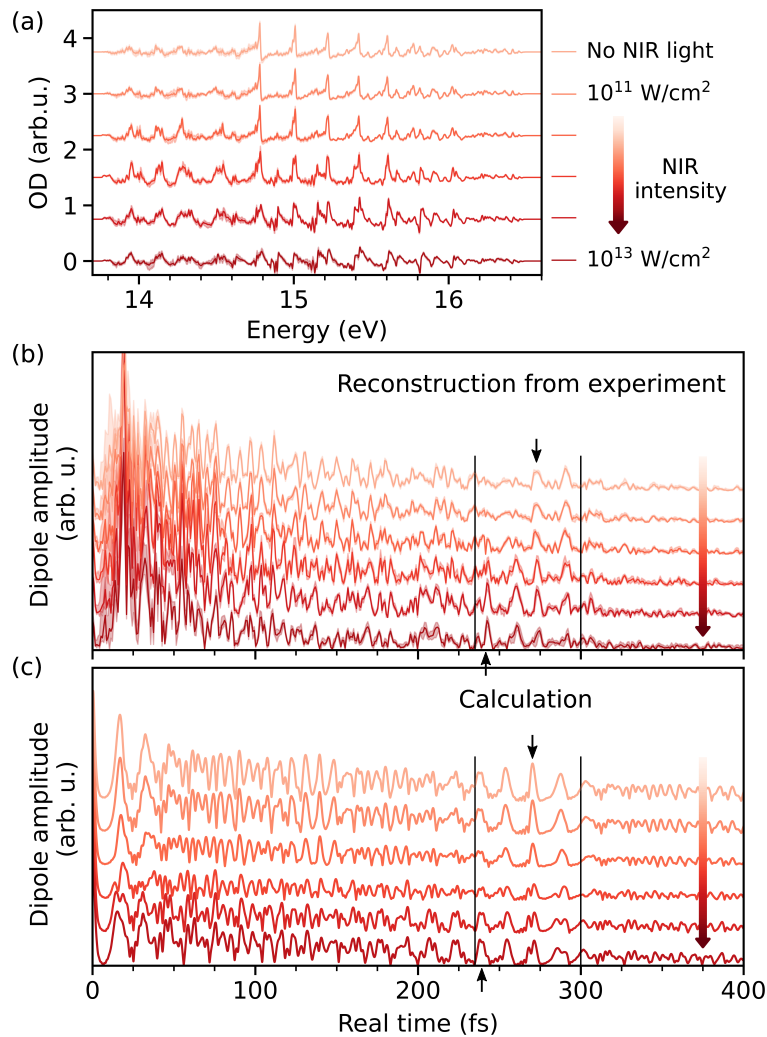 (a)
OD (arb.u.)
4
3
2
1
0
14
15
16
Energy (eV)
No NIR light
10¹¹ W/cm²
NIR
intensity
10¹³ W/cm²
(b)
Reconstruction from experiment
Dipole amplitude
(arb. u.)
(c)
Calculation
Dipole amplitude
(arb. u.)
0
100
200
300
400
Real time (fs)